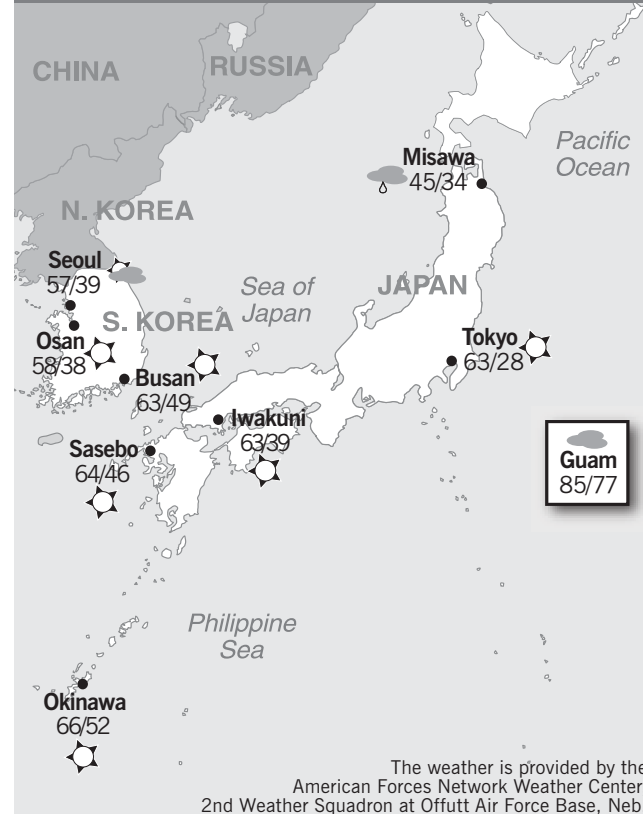 CHINA
RUSSIA
Pacific
Ocean
Misawa
45/34
N. KOREA
Seoul
57/39
Sea of
Japan
JAPAN
S. KOREA
Osan
58/38
Tokyo
63/28
Busan
63/49
Iwakuni
63/39
Sasebo
64/46
Guam
85/77
Philippine
Sea
Okinawa
66/52
The weather is provided by the
American Forces Network Weather Center
2nd Weather Squadron at Offutt Air Force Base, Neb